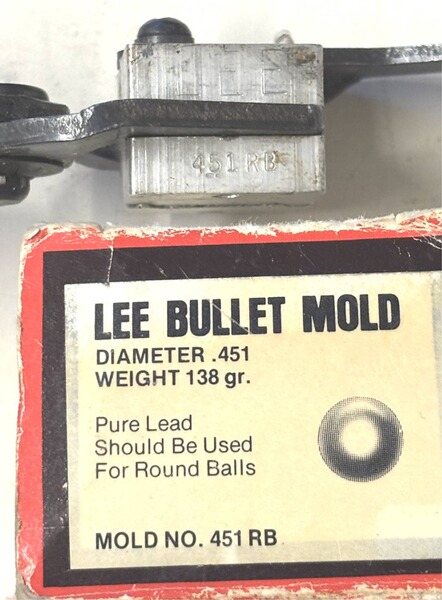 LEE
451 RB
LEE BULLET MOLD
DIAMETER .451
WEIGHT 138 gr.
Pure Lead
Should Be Used
For Round Balls
MOLD NO. 451 RB